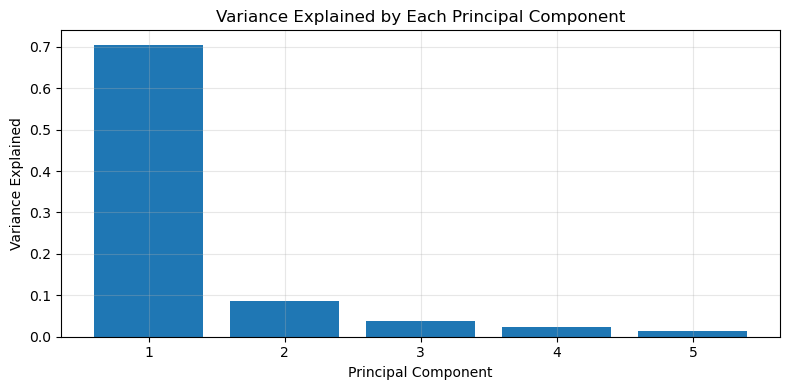 Variance Explained by Each Principal Component
Variance Explained
0.7
0.6
0.5
0.4
0.3
0.2
0.1
0.0
1 2 3 4 5
Principal Component